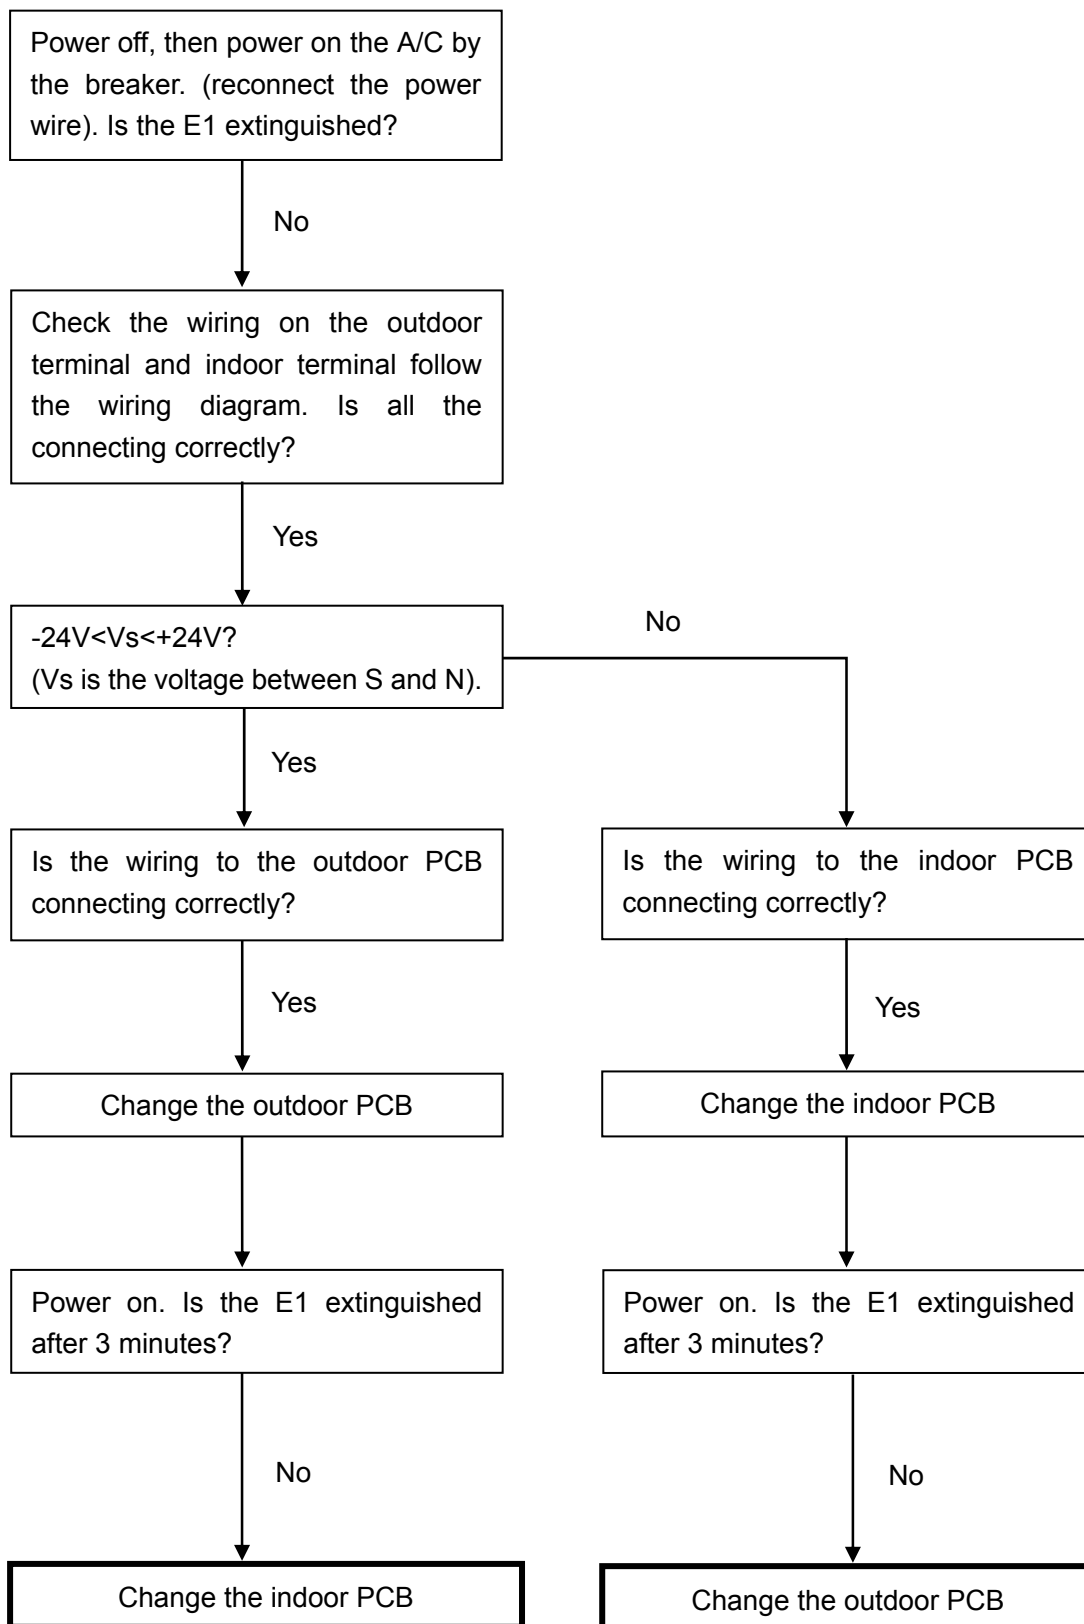 Power off, then power on the A/C by
the breaker. (reconnect the power
wire). Is the E1 extinguished?
No
Check the wiring on the outdoor
terminal and indoor terminal follow
the wiring diagram. Is all the
connecting correctly?
Yes
-24V<Vs<+24V?
(Vs is the voltage between S and N).
No
Yes
Is the wiring to the outdoor PCB
connecting correctly?
Is the wiring to the indoor PCB
connecting correctly?
Yes
Yes
Change the outdoor PCB
Change the indoor PCB
Power on. Is the E1 extinguished
after 3 minutes?
Power on. Is the E1 extinguished
after 3 minutes?
No
No
Change the indoor PCB
Change the outdoor PCB